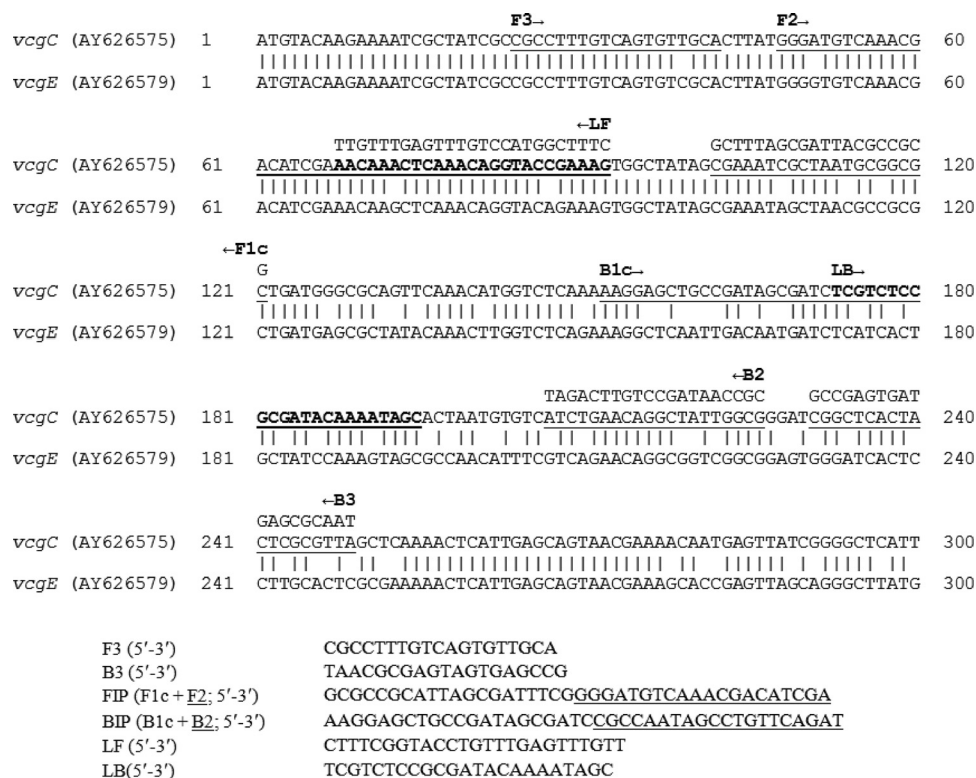 F3→ F2→
vcgC (AY626575) 1 ATGTACAAGAAAATCGCTATCGCCGCCTTTGTCAGTGTTGCACTTATGGGATGTCAAACG 60
||||||||||||||||||||||||||||||||||||| |||||||||||| |||||||||
vcgE (AY626579) 1 ATGTACAAGAAAATCGCTATCGCCGCCTTTGTCAGTGTCGCACTTATGGGGTGTCAAACG 60
←LF
TTGTTTGAGTTTGTCCATGGCTTTC GCTTTAGCGATTACGCCGC
vcgC (AY626575) 61 ACATCGAAACAAACTCAAACAGGTACCGAAAGTGGCTATAGCGAAATCGCTAATGCGGCG 120
vcgE (AY626579) 61 ACATCGAAACAAGCTCAAACAGGTACAGAAAGTGGCTATAGCGAAATAGCTAACGCCGCG 120
←F1c
G
B1c→ LB→
vcgC (AY626575) 121 CTGATGGGCGCAGTTCAAACATGGTCTCAAAAAGGAGCTGCCGATAGCGATCTCGTCTCC 180
vcgE (AY626579) 121 CTGATGAGCGCTATACAAACTTGGTCTCAGAAAGGCTCAATTGACAATGATCTCATCACT 180
←B2
TAGACTTGTCCGATAACCGC GCCGAGTGAT
vcgC (AY626575) 181 GCGATACAAAATAGCACTAATGTGTCATCTGAACAGGCTATTGGCGGGATCGGCTCACTA 240
vcgE (AY626579) 181 GCTATCCAAAGTAGCGCCAACATTTCGTCAGAACAGGCGGTCGGCGGAGTGGGATCACTC 240
←B3
GAGCGCAAT
vcgC (AY626575) 241 CTCGCGTTAGCTCAAAACTCATTGAGCAGTAACGAAAACAATGAGTTATCGGGGCTCATT 300
vcgE (AY626579) 241 CTTGCACTCGCGAAAAACTCATTGAGCAGTAACGAAAGCACCGAGTTAGCAGGGCTTATG 300
F3 (5′-3′) CGCCTTTGTCAGTGTTGCA
B3 (5′-3′) TAACGCGAGTAGTGAGCCG
FIP (F1c + F2; 5′-3′) GCGCCGCATTAGCGATTTCGGGGATGTCAAACGACATCGA
BIP (B1c + B2; 5′-3′) AAGGAGCTGCCGATAGCGATCCGCCAATAGCCTGTTCAGAT
LF (5′-3′) CTTTCGGTACCTGTTTGAGTTTGTT
LB(5′-3′) TCGTCTCCGCGATACAAAATAGC